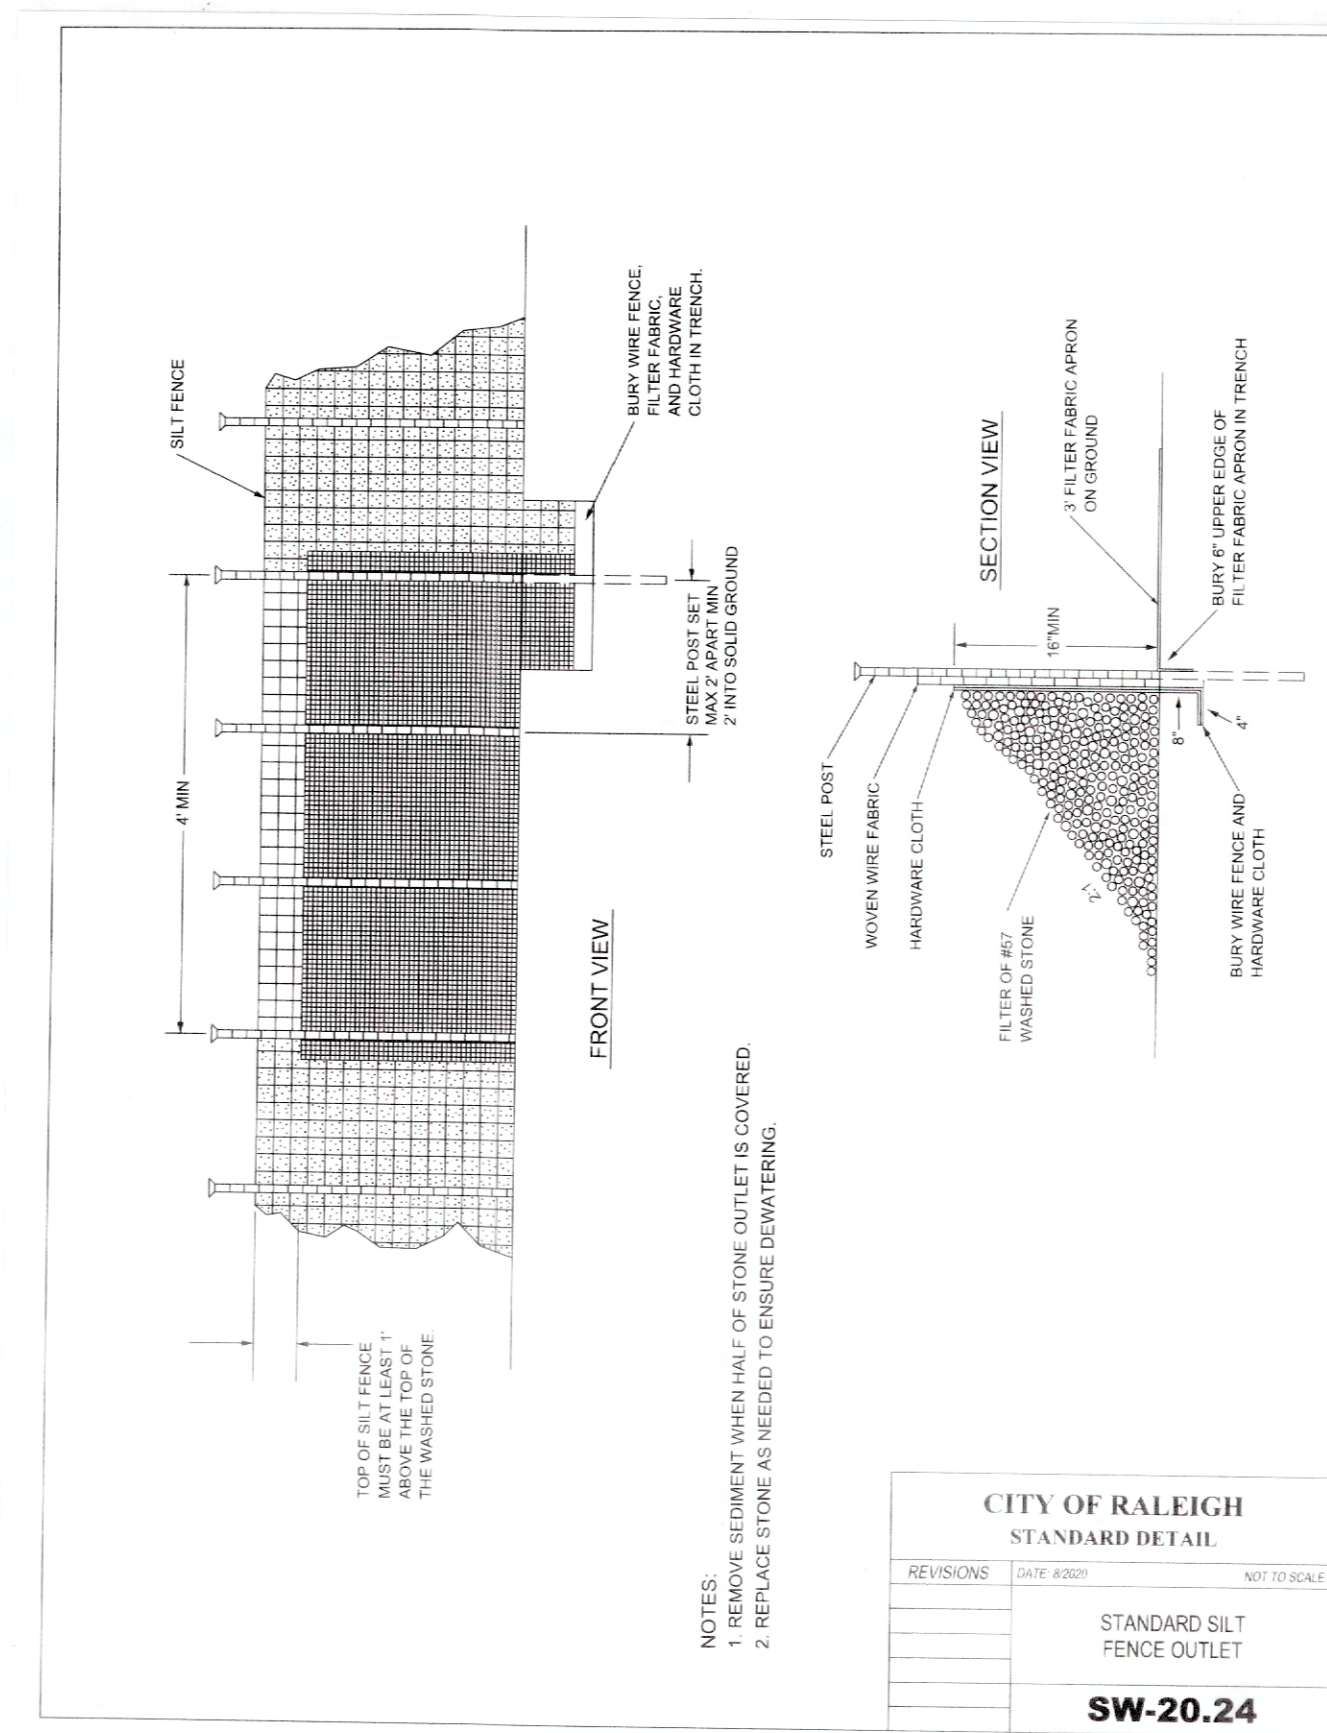 SILT FENCE
4' MIN
BURY WIRE FENCE,
FILTER FABRIC,
AND HARDWARE
CLOTH IN TRENCH.
STEEL POST SET
MAX 2' APART MIN
2' INTO SOLID GROUND
TOP OF SILT FENCE
MUST BE AT LEAST 1'
ABOVE THE TOP OF
THE WASHED STONE.
FRONT VIEW
NOTES:
1. REMOVE SEDIMENT WHEN HALF OF STONE OUTLET IS COVERED.
2. REPLACE STONE AS NEEDED TO ENSURE DEWATERING.
STEEL POST
WOVEN WIRE FABRIC
HARDWARE CLOTH
FILTER OF #57
WASHED STONE
2:1
16"MIN
SECTION VIEW
3' FILTER FABRIC APRON
ON GROUND
BURY 6" UPPER EDGE OF
FILTER FABRIC APRON IN TRENCH
8"
4"
BURY WIRE FENCE AND
HARDWARE CLOTH
CITY OF RALEIGH
STANDARD DETAIL
REVISIONS
DATE: 8/2020
NOT TO SCALE
STANDARD SILT
FENCE OUTLET
SW-20.24